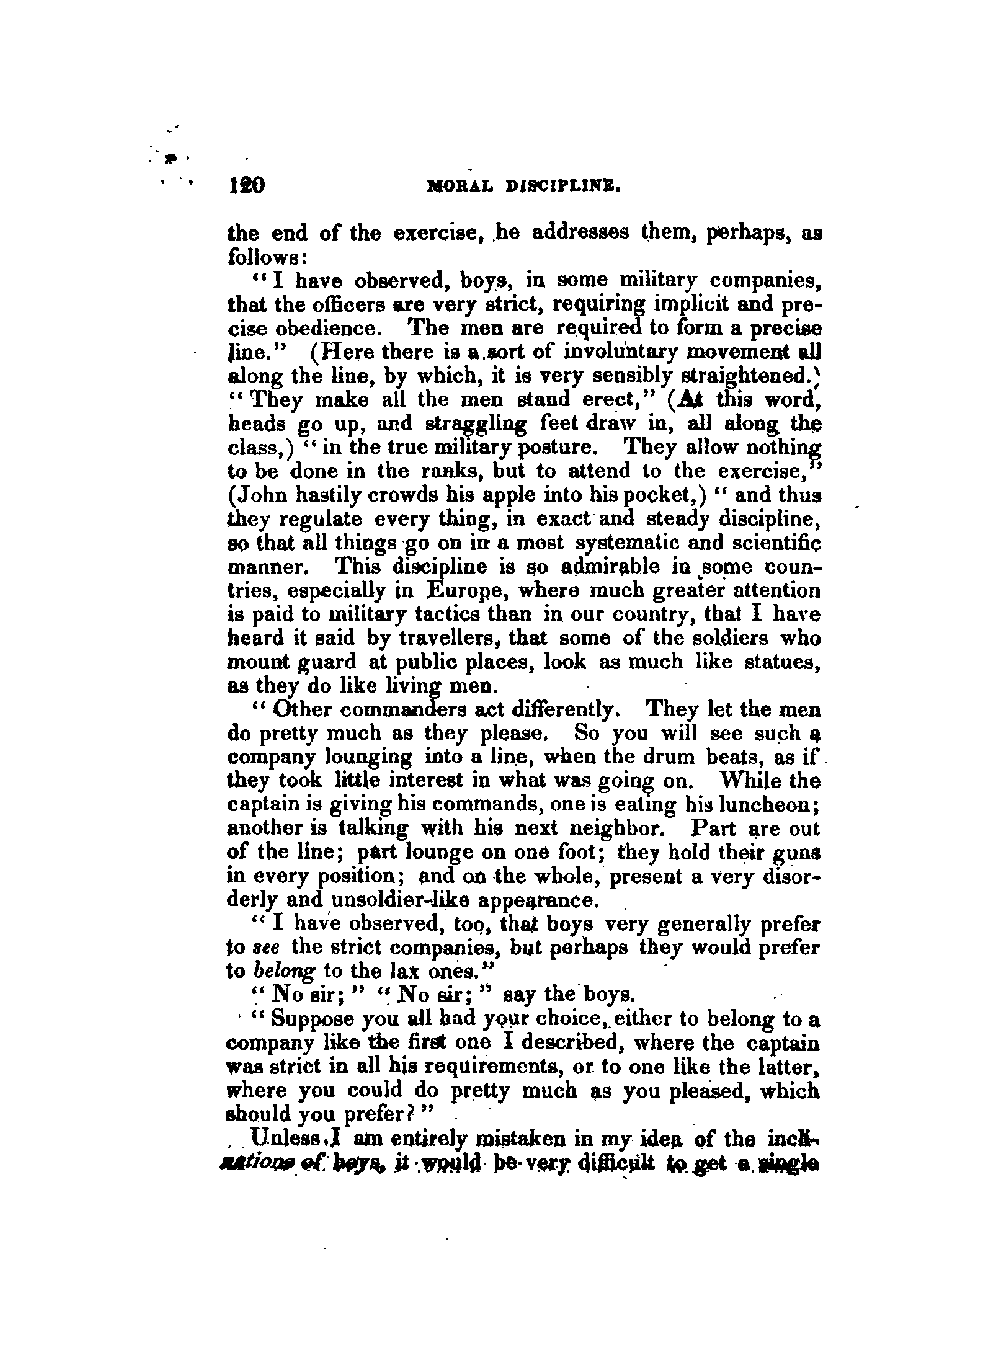 120 MORAL DISCIPLINE.
the end of the exercise, he addresses them, perhaps, as
follows:
“I have observed, boys, in some military companies,
that the officers are very strict, requiring implicit and pre-
cise obedience. The men are required to form a precise
line.” (Here there is a sort of involuntary movement all
along the line, by which, it is very sensibly straightened.)
“They make all the men stand erect,” (At this word,
heads go up, and straggling feet draw in, all along the
class,) “in the true military posture. They allow nothing
to be done in the ranks, but to attend to the exercise,”
(John hastily crowds his apple into his pocket,) “and thus
they regulate every thing, in exact and steady discipline,
so that all things go on in a most systematic and scientific
manner. This discipline is so admirable in some coun-
tries, especially in Europe, where much greater attention
is paid to military tactics than in our country, that I have
heard it said by travellers, that some of the soldiers who
mount guard at public places, look as much like statues,
as they do like living men.
“Other commanders act differently. They let the men
do pretty much as they please. So you will see such a
company lounging into a line, when the drum beats, as if
they took little interest in what was going on. While the
captain is giving his commands, one is eating his luncheon;
another is talking with his next neighbor. Part are out
of the line; part lounge on one foot; they hold their guns
in every position; and on the whole, present a very disor-
derly and unsoldier-like appearance.
“I have observed, too, that boys very generally prefer
to see the strict companies, but perhaps they would prefer
to belong to the lax ones.”
“No sir;” “No sir;” say the boys.
“Suppose you all had your choice, either to belong to a
company like the first one I described, where the captain
was strict in all his requirements, or to one like the latter,
where you could do pretty much as you pleased, which
should you prefer?”
Unless I am entirely mistaken in my idea of the incli-
nations of boys, it would be very difficult to get a single